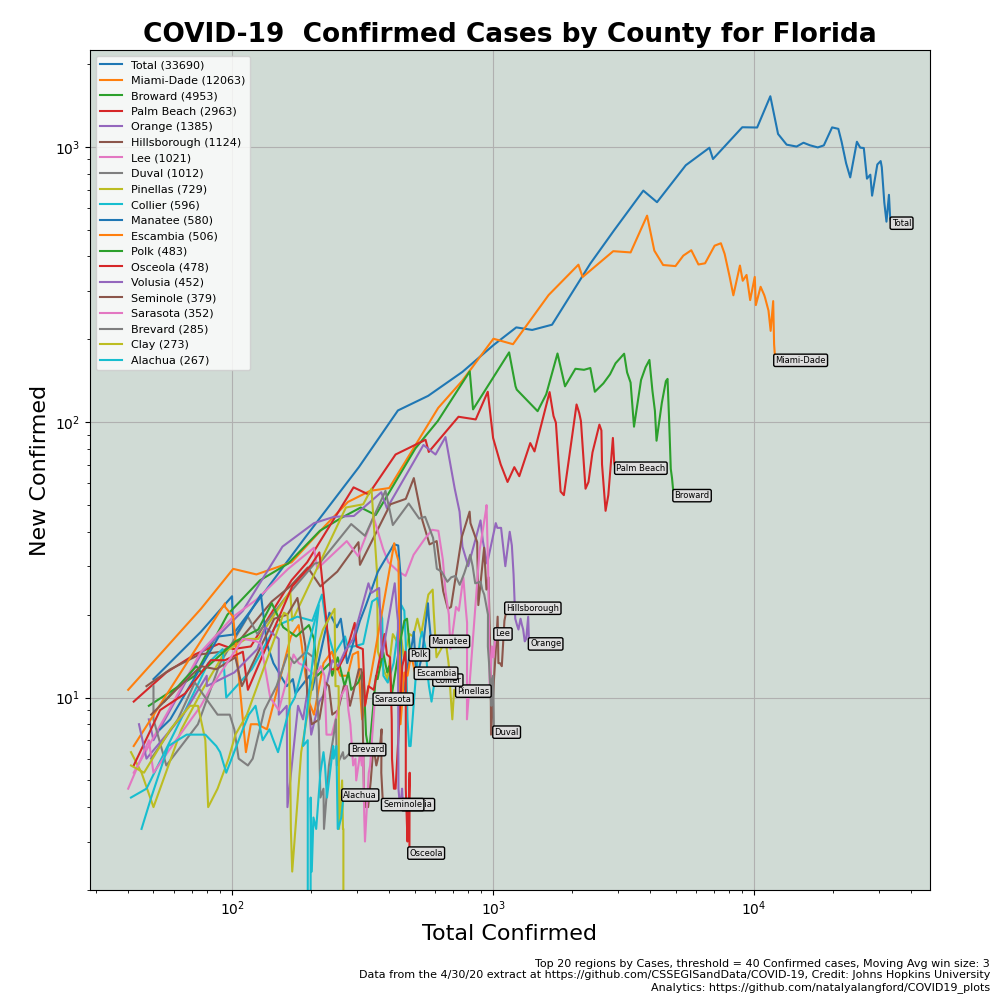 COVID-19  Confirmed Cases by County for Florida
Total (33690)
Miami-Dade (12063)
Broward (4953)
Palm Beach (2963)
Orange (1385)
Hillsborough (1124)
Lee (1021)
Duval (1012)
Pinellas (729)
Collier (596)
Manatee (580)
Escambia (506)
Polk (483)
Osceola (478)
Volusia (452)
Seminole (379)
Sarasota (352)
Brevard (285)
Clay (273)
Alachua (267)
10³
10²
10¹
New Confirmed
Total
Miami-Dade
Palm Beach
Broward
Hillsborough
Lee
Orange
Manatee
Polk
Escambia
Pinellas
Sarasota
Duval
Brevard
Alachua
Seminole
Osceola
10²
10³
10⁴
Total Confirmed
Top 20 regions by Cases, threshold = 40 Confirmed cases, Moving Avg win size: 3
Data from the 4/30/20 extract at https://github.com/CSSEGISandData/COVID-19, Credit: Johns Hopkins University
Analytics: https://github.com/natalyalangford/COVID19_plots